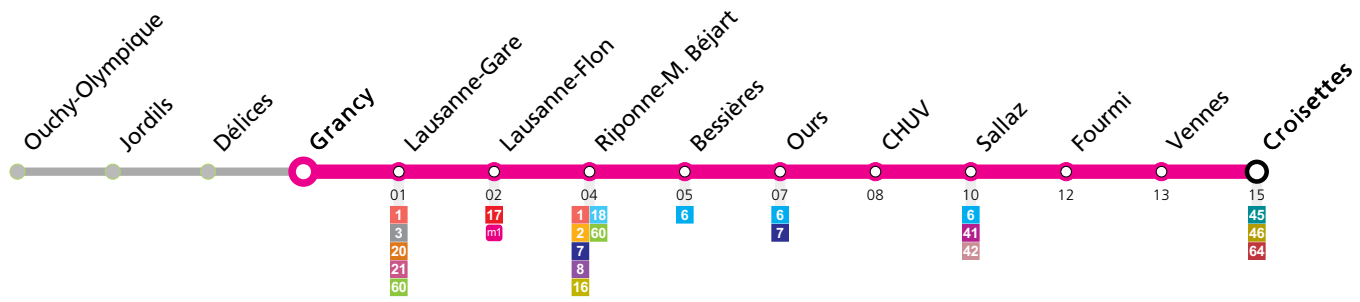 Ouchy-Olympique
Jordils
Délices
Grancy
Lausanne-Gare
Lausanne-Flon
Riponne-M. Béjart
Bessières
Ours
CHUV
Sallaz
Fourmi
Vennes
Croisettes
01 02 04 05 07 08 10 12 13 15
1 17 1 18 6 6 6 45
3 m1 2 60 7 41 46
20 7 42 64
21 8
60 16